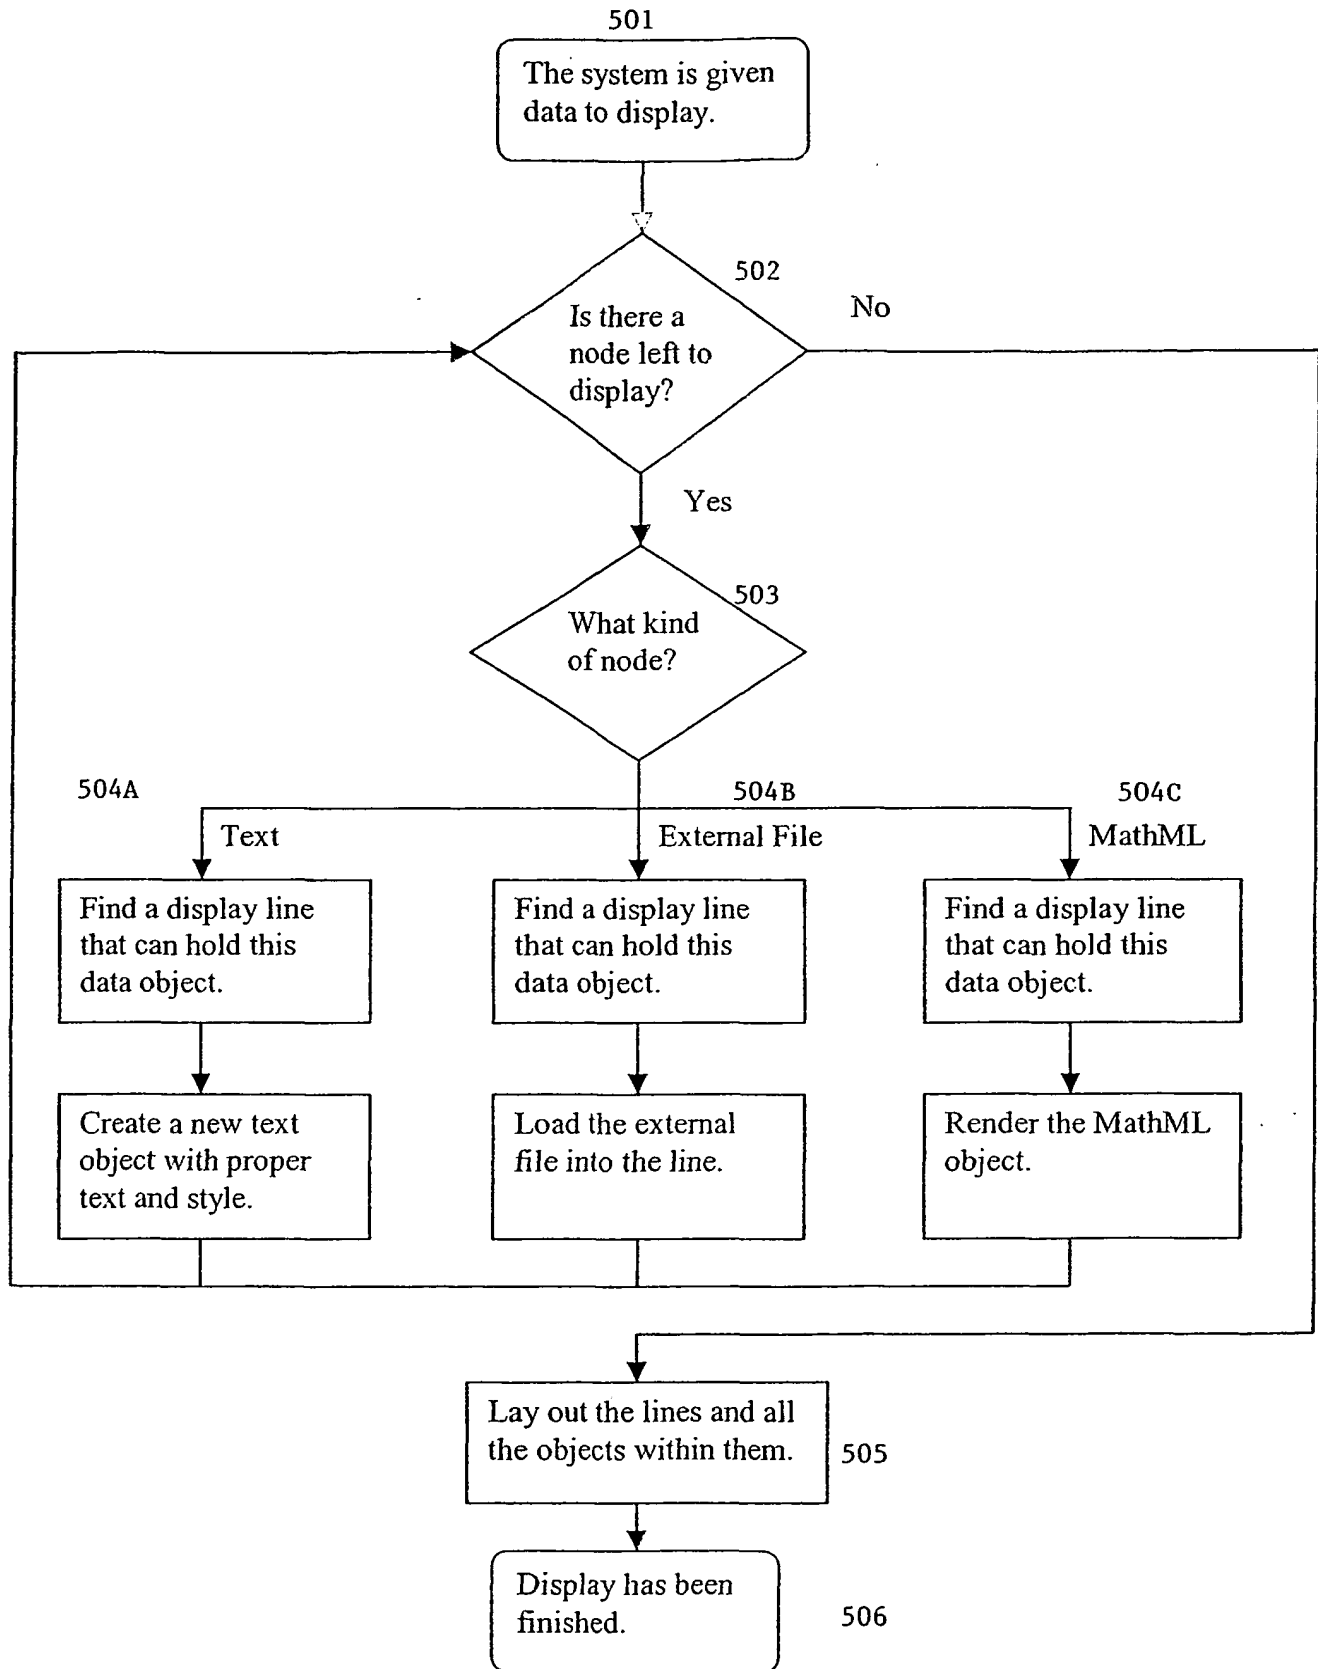 501
The system is given
data to display.
502
No
Is there a
node left to
display?
Yes
503
What kind
of node?
504A
504B
504C
Text
External File
MathML
Find a display line
that can hold this
data object.
Find a display line
that can hold this
data object.
Find a display line
that can hold this
data object.
Create a new text
object with proper
text and style.
Load the external
file into the line.
Render the MathML
object.
Lay out the lines and all
the objects within them.
505
Display has been
finished.
506